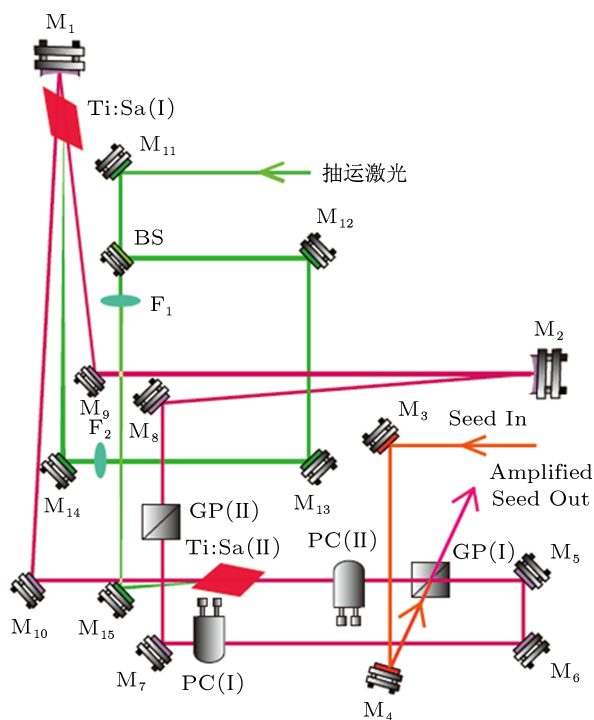 M₁
Ti:Sa(I)
M₁₁
抽运激光
M₁₂
BS
F₁
M₂
M₉
M₈
M₃
Seed In
F₂
Amplified
Seed Out
M₁₄
M₁₃
GP(II)
Ti:Sa(II)
PC(II)
GP(I)
M₅
M₁₀
M₁₅
M₇
PC(I)
M₆
M₄